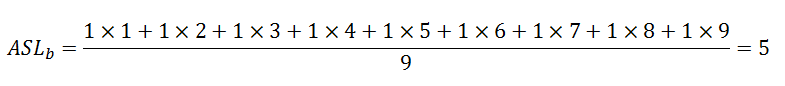 ASL_b = (1 × 1 + 1 × 2 + 1 × 3 + 1 × 4 + 1 × 5 + 1 × 6 + 1 × 7 + 1 × 8 + 1 × 9) / 9 = 5